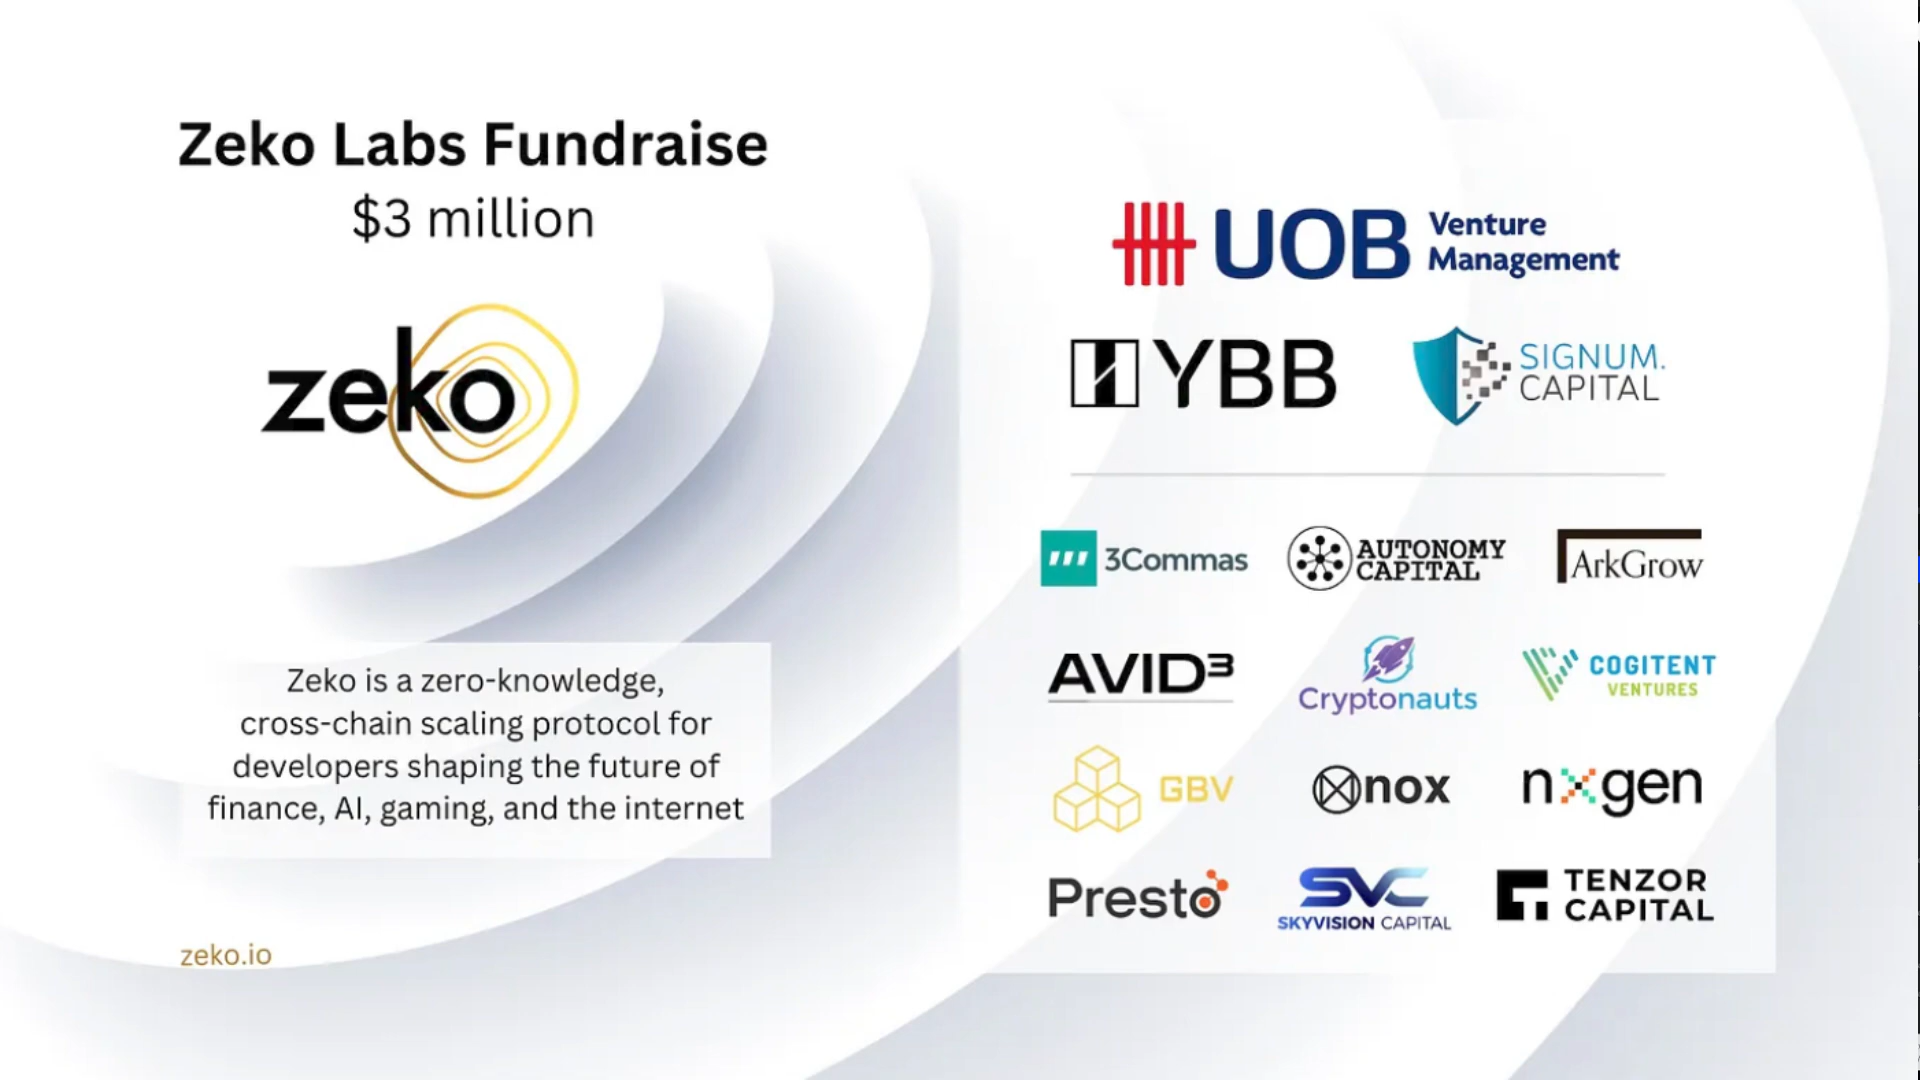 Zeko Labs Fundraise
$3 million
zeko
Zeko is a zero-knowledge,
cross-chain scaling protocol for
developers shaping the future of
finance, AI, gaming, and the internet
zeko.io
UOB Venture
Management
YBB
SIGNUM.
CAPITAL
3Commas
AUTONOMY
CAPITAL
ArkGrow
AVID³
Cryptonauts
COGITENT
VENTURES
GBV
nox
nxgen
Presto
SVC
SKYVISION CAPITAL
TENZOR
CAPITAL